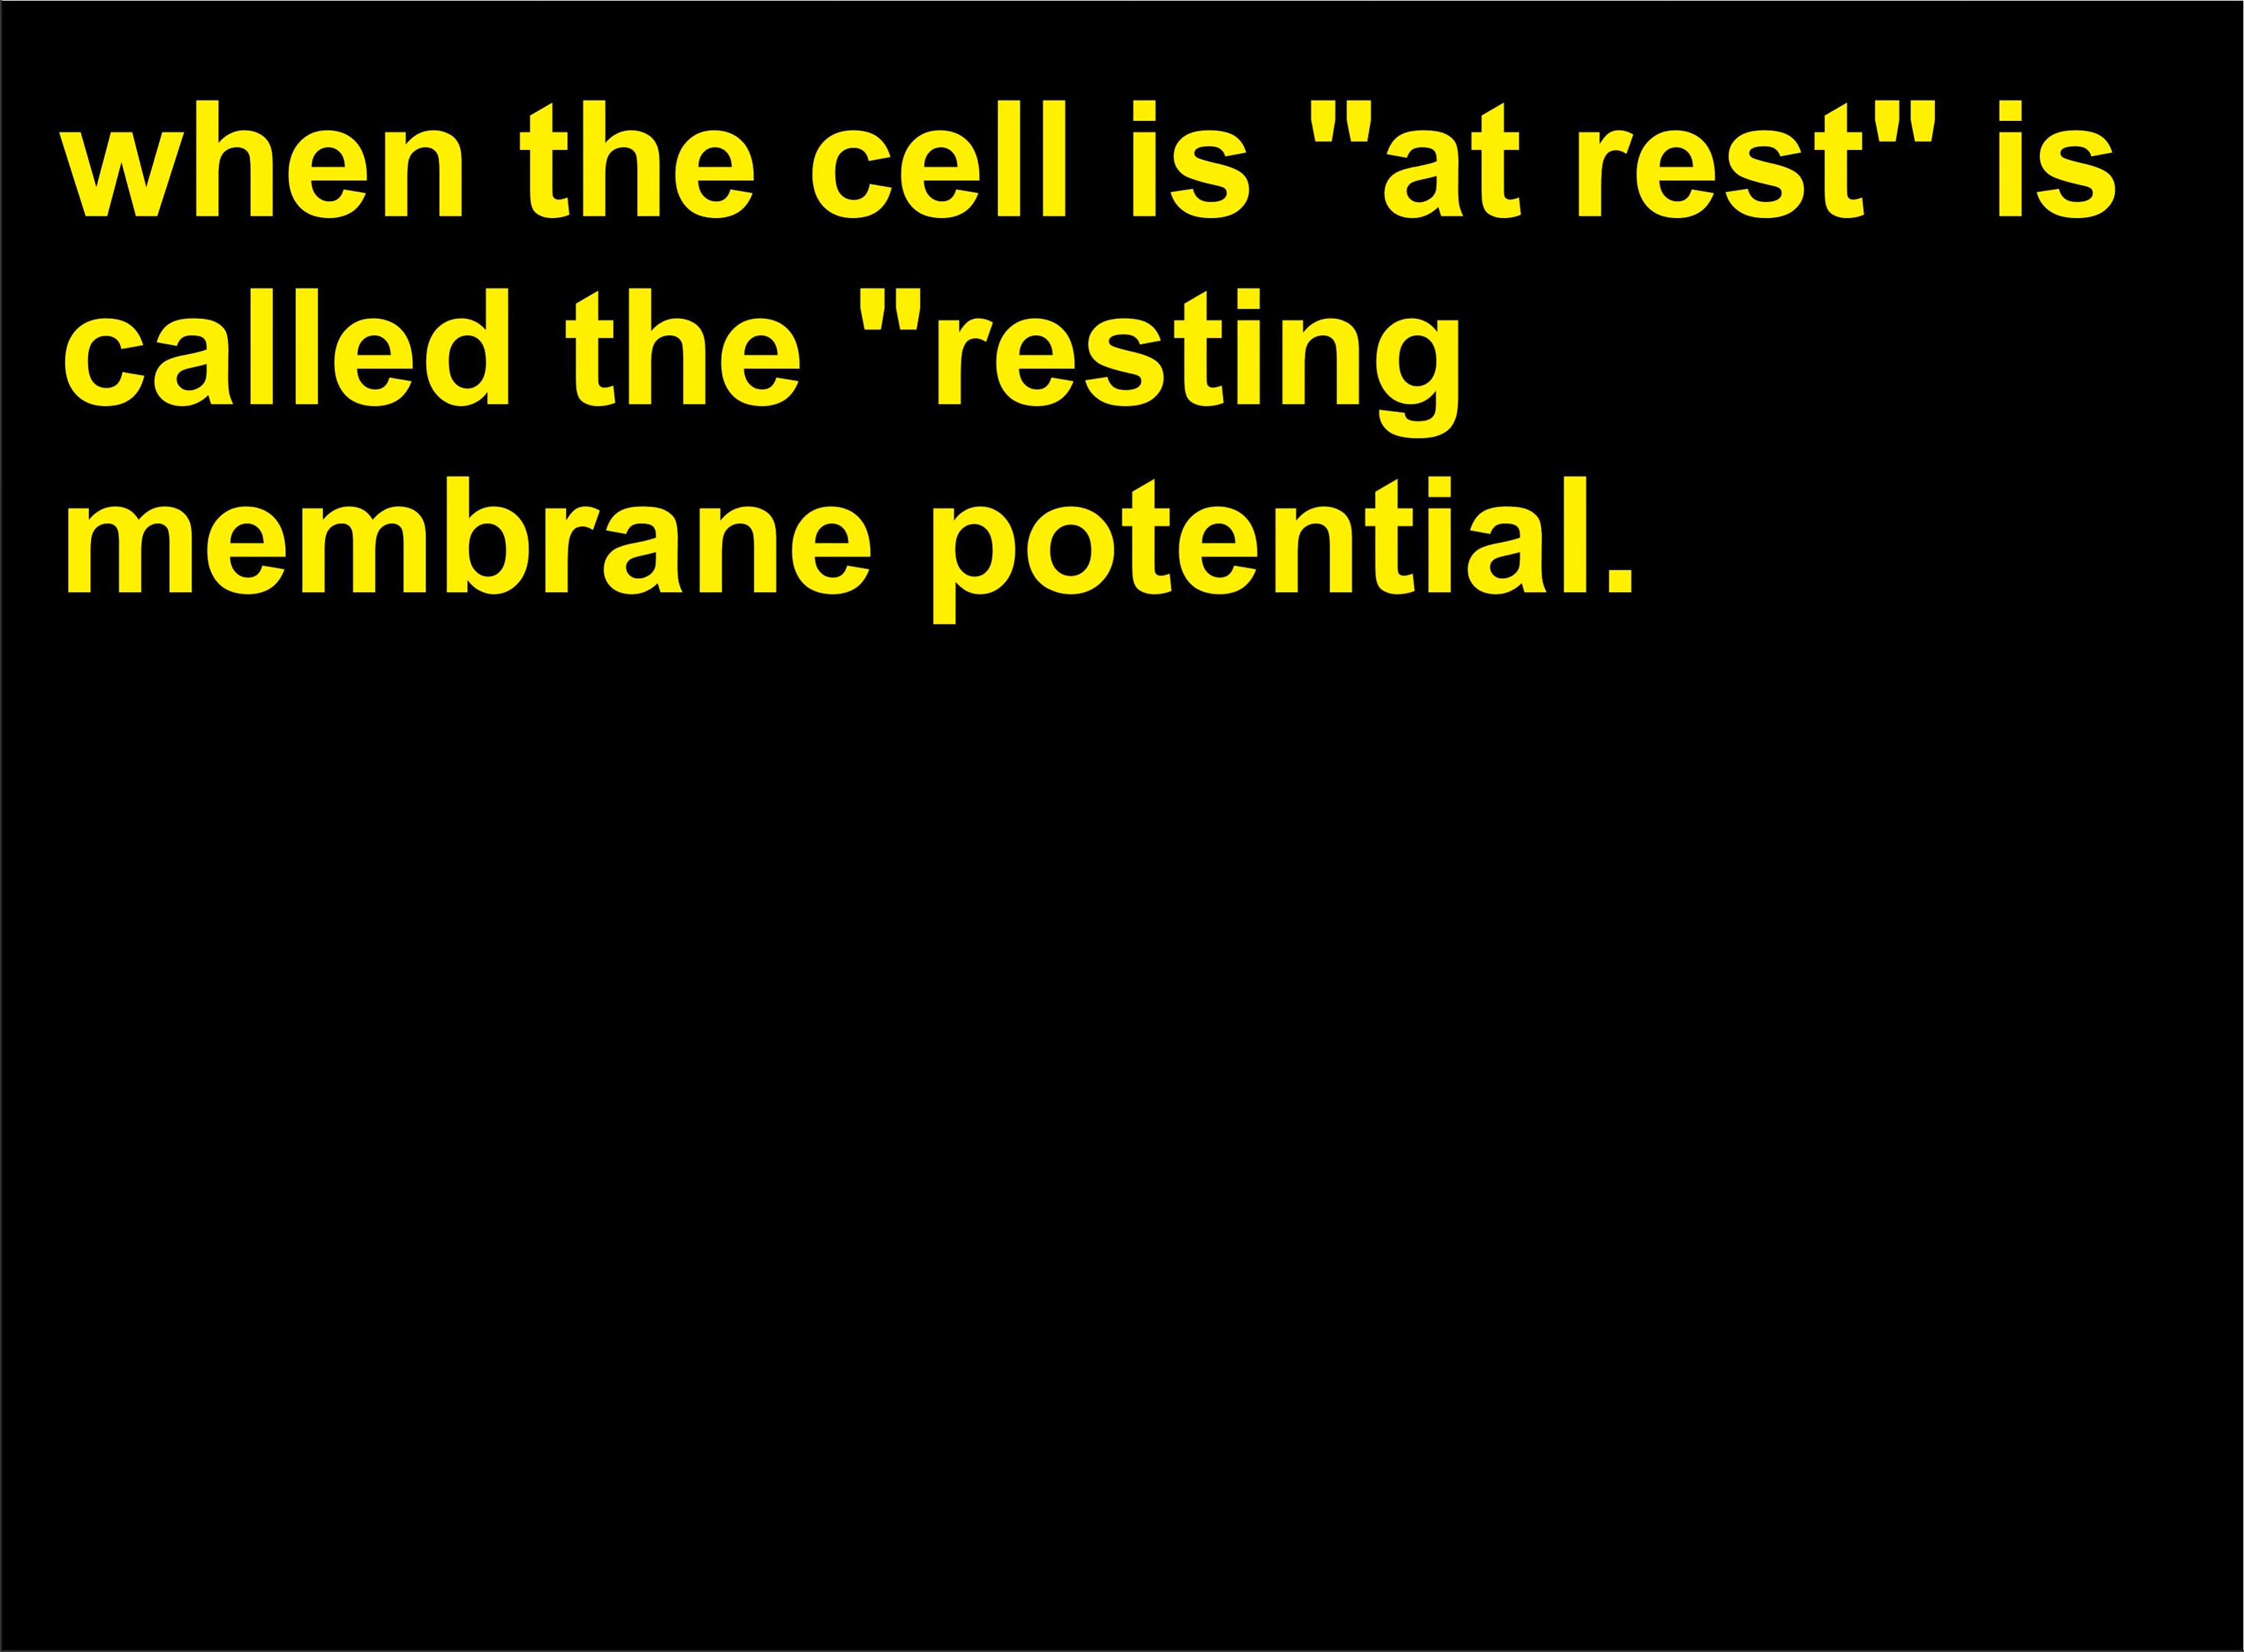 when the cell is "at rest" is
called the "resting
membrane potential.